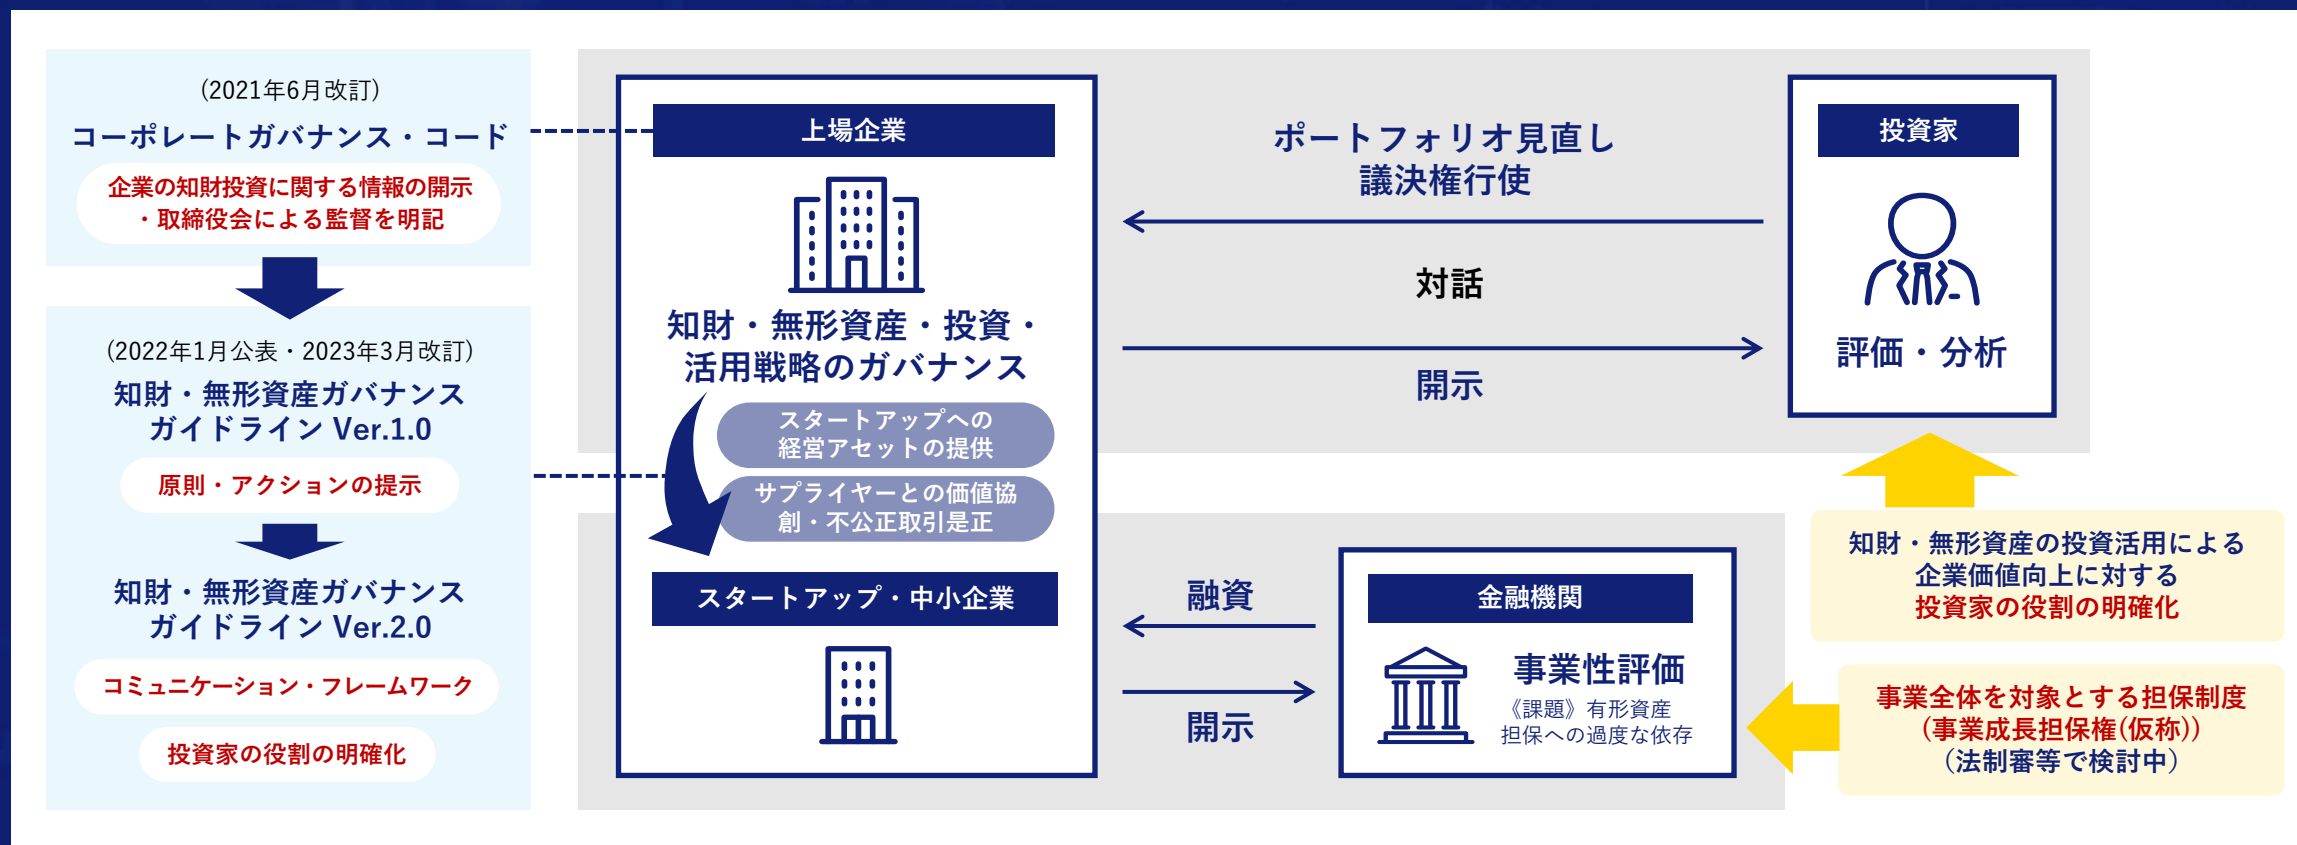 (2021年6月改訂)
コーポレートガバナンス・コード
企業の知財投資に関する情報の開示
・取締役会による監督を明記
(2022年1月公表・2023年3月改訂)
知財・無形資産ガバナンス
ガイドライン Ver.1.0
原則・アクションの提示
知財・無形資産ガバナンス
ガイドライン Ver.2.0
コミュニケーション・フレームワーク
投資家の役割の明確化
上場企業
知財・無形資産・投資・
活用戦略のガバナンス
スタートアップへの
経営アセットの提供
サプライヤーとの価値協
創・不公正取引是正
スタートアップ・中小企業
ポートフォリオ見直し
議決権行使
対話
開示
投資家
評価・分析
融資
開示
金融機関
事業性評価
《課題》有形資産
担保への過度な依存
知財・無形資産の投資活用による
企業価値向上に対する
投資家の役割の明確化
事業全体を対象とする担保制度
(事業成長担保権(仮称))
(法制審等で検討中)